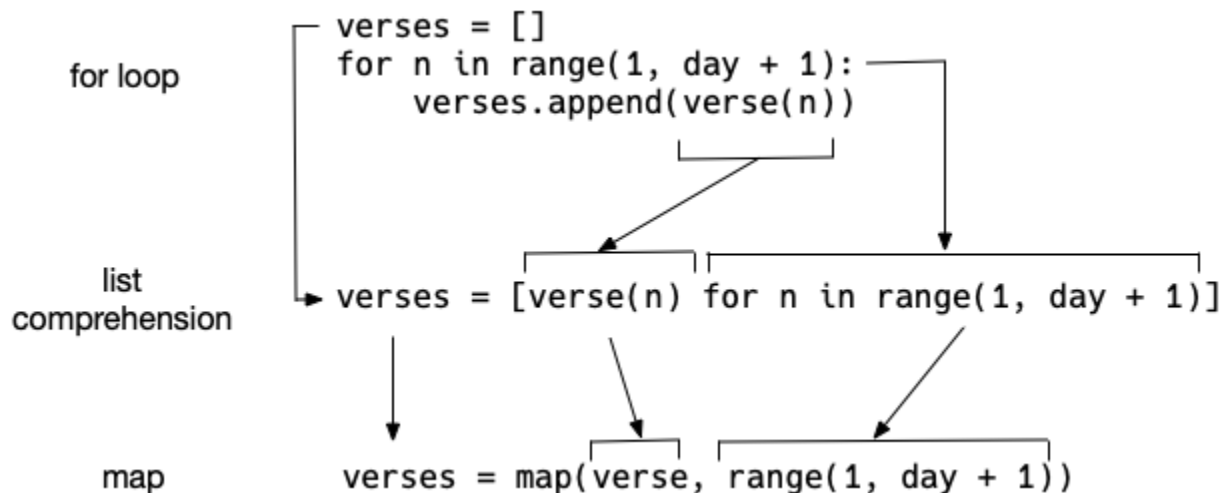 verses = []
for loop
for n in range(1, day + 1):
verses.append(verse(n))
list
comprehension
verses = [verse(n) for n in range(1, day + 1)]
map
verses = map(verse, range(1, day + 1))